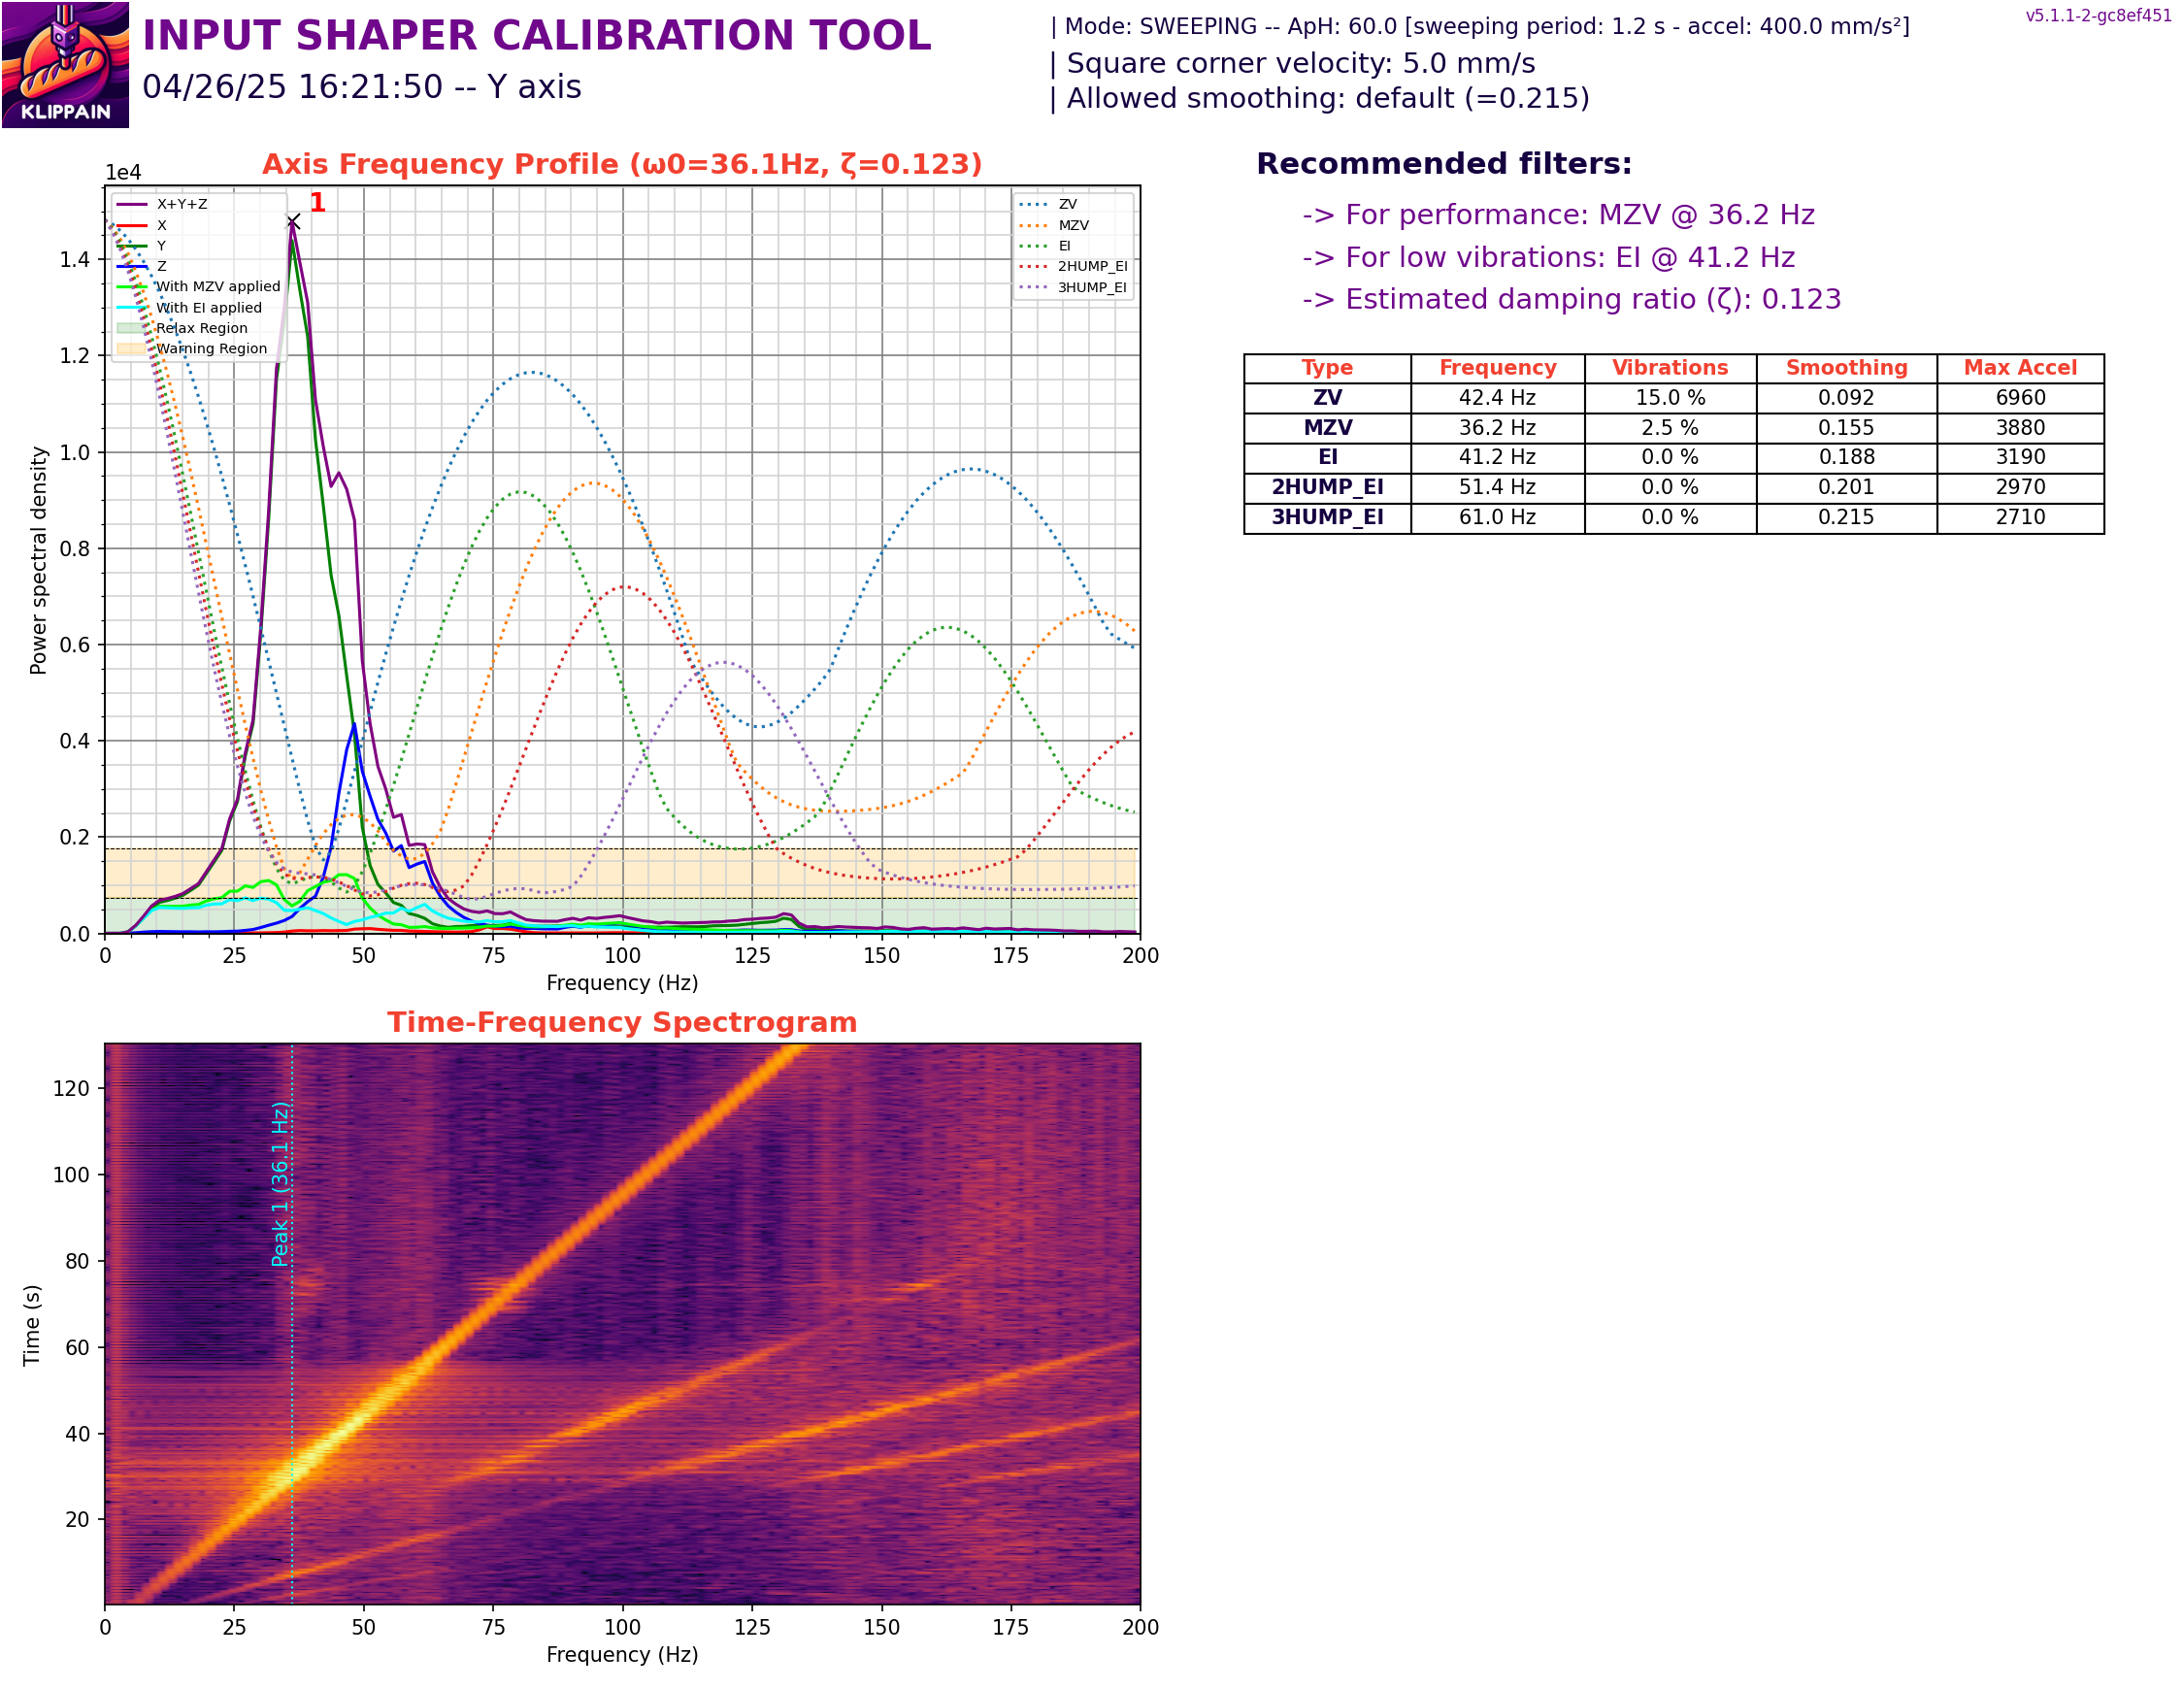 INPUT SHAPER CALIBRATION TOOL
04/26/25 16:21:50 -- Y axis
KLIPPAIN
| Mode: SWEEPING -- ApH: 60.0 [sweeping period: 1.2 s - accel: 400.0 mm/s²]
| Square corner velocity: 5.0 mm/s
| Allowed smoothing: default (=0.215)
v5.1.1-2-gc8ef451
Axis Frequency Profile (ω0=36.1Hz, ζ=0.123)
1e4
1
X+Y+Z
X
Y
Z
With MZV applied
With EI applied
Relax Region
Warning Region
ZV
MZV
EI
2HUMP_EI
3HUMP_EI
Power spectral density
1.4
1.2
1.0
0.8
0.6
0.4
0.2
0.0
0 25 50 75 100 125 150 175 200
Frequency (Hz)
Recommended filters:
-> For performance: MZV @ 36.2 Hz
-> For low vibrations: EI @ 41.2 Hz
-> Estimated damping ratio (ζ): 0.123
Type Frequency Vibrations Smoothing Max Accel
ZV 42.4 Hz 15.0 % 0.092 6960
MZV 36.2 Hz 2.5 % 0.155 3880
EI 41.2 Hz 0.0 % 0.188 3190
2HUMP_EI 51.4 Hz 0.0 % 0.201 2970
3HUMP_EI 61.0 Hz 0.0 % 0.215 2710
Time-Frequency Spectrogram
Time (s)
120
100
80
60
40
20
Peak 1 (36.1 Hz)
0 25 50 75 100 125 150 175 200
Frequency (Hz)